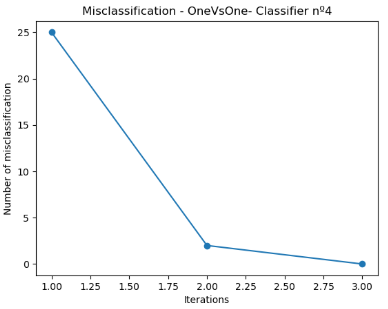 Misclassification - OneVsOne- Classifier nº4
25
20
15
10
5
0
Number of misclassification
1.00 1.25 1.50 1.75 2.00 2.25 2.50 2.75 3.00
Iterations